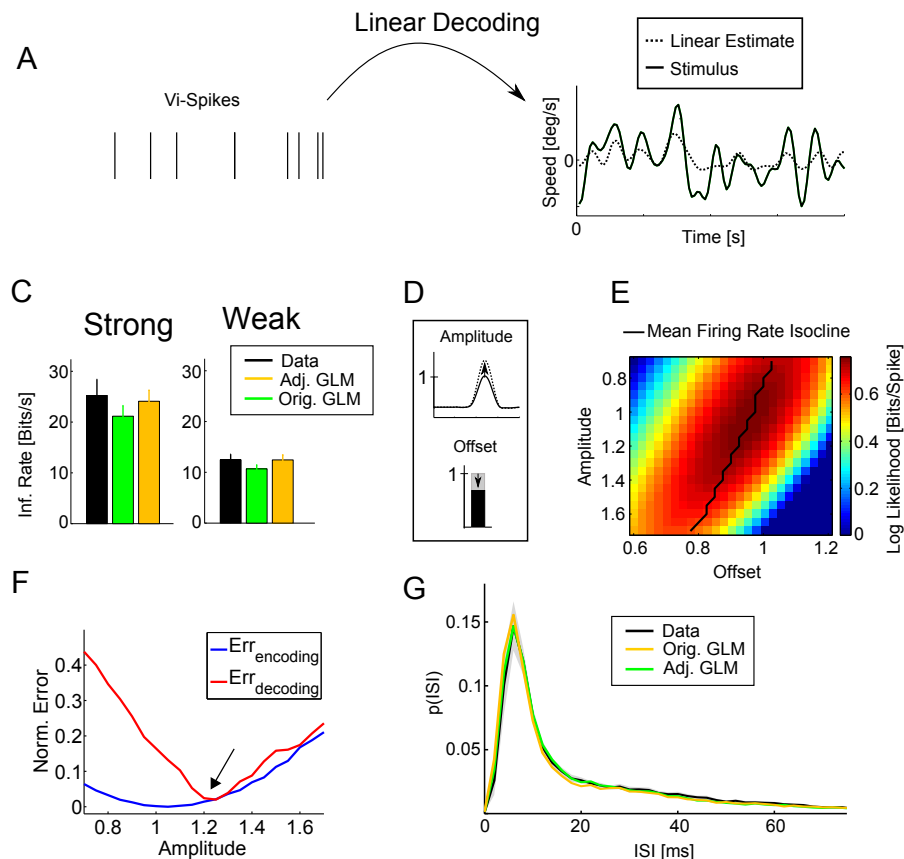 Linear Decoding
A
Vi-Spikes
Linear Estimate
Stimulus
Speed [deg/s]
0
0
Time [s]
C
Strong
Weak
Data
Adj. GLM
Orig. GLM
Inf. Rate [Bits/s]
30
20
10
0
30
20
10
0
D
Amplitude
1
Offset
1
E
Mean Firing Rate Isocline
Amplitude
0.8
1
1.2
1.4
1.6
0.6
0.8
1
1.2
Offset
0.6
0.4
0.2
0
Log Likelihood [Bits/Spike]
F
Err encoding
Err decoding
Norm. Error
0.4
0.3
0.2
0.1
0
0.8
1
1.2
1.4
1.6
Amplitude
G
Data
Orig. GLM
Adj. GLM
p(ISI)
0.15
0.1
0.05
0
20
40
60
ISI [ms]